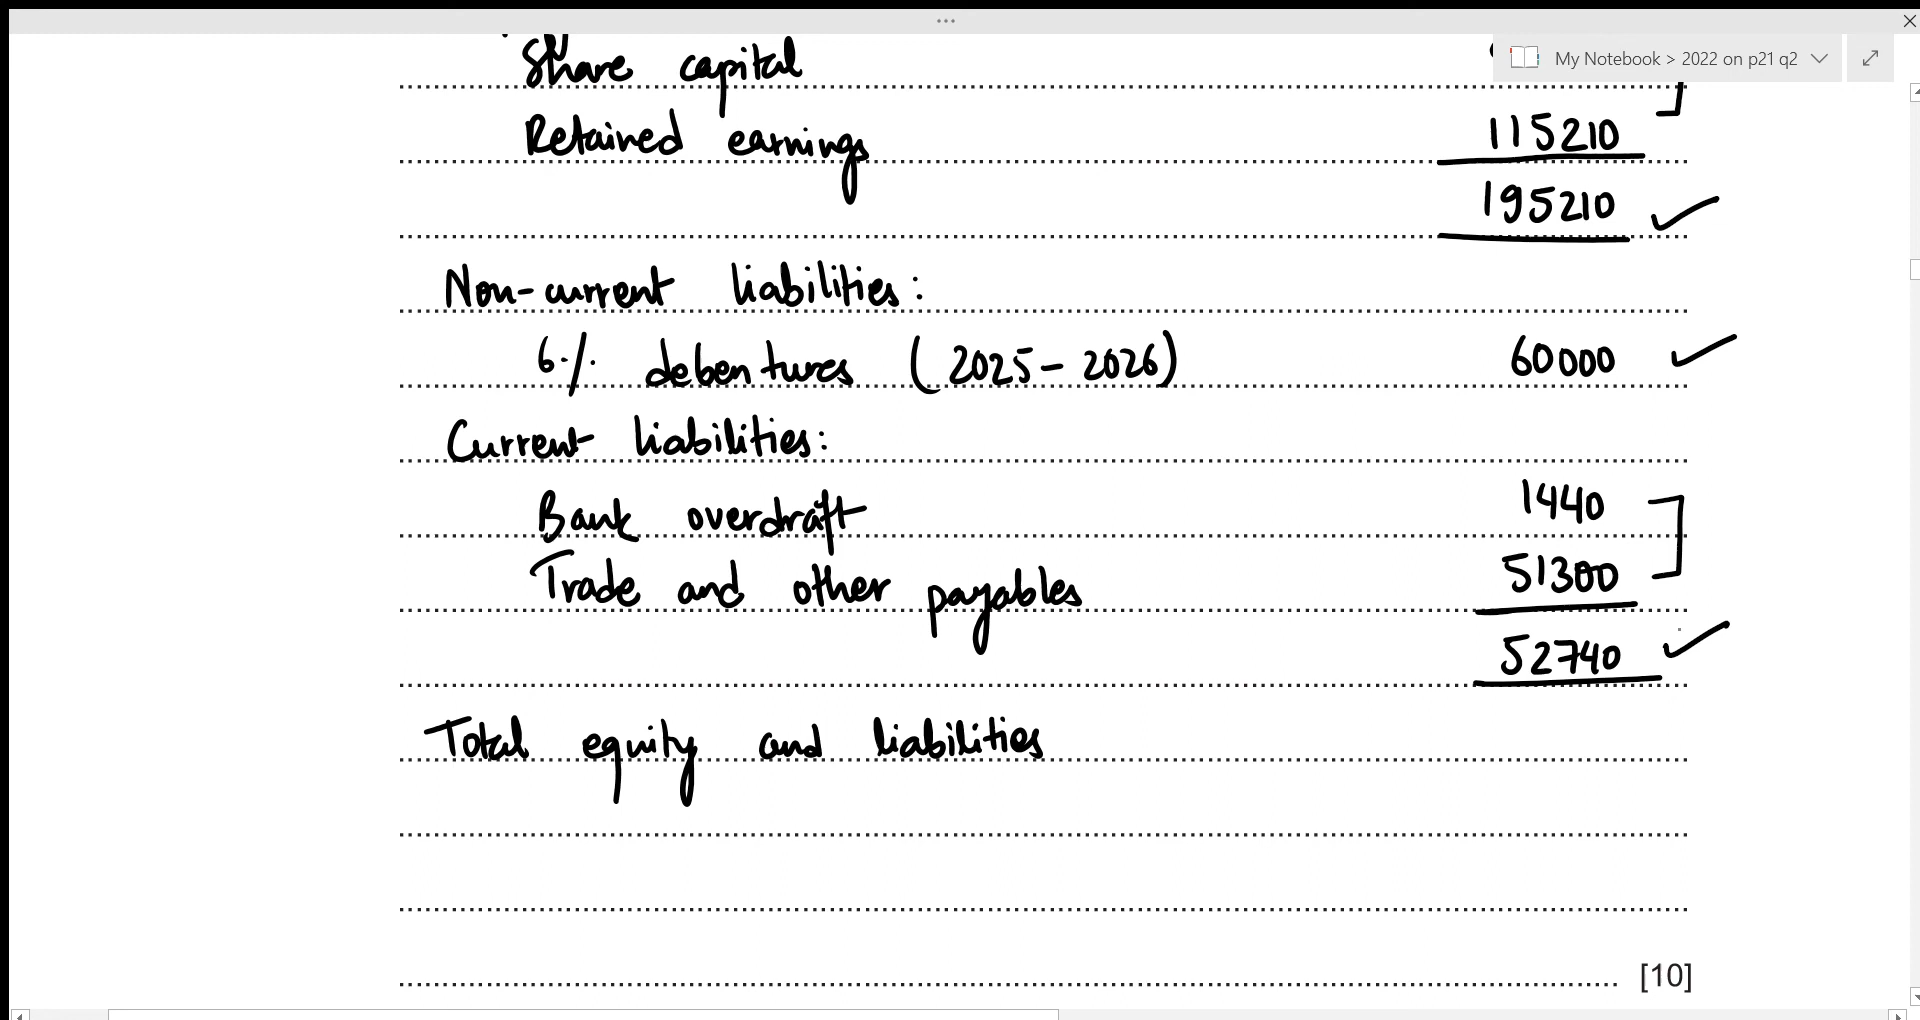 ...
My Notebook > 2022 on p21 q2
Share capital
Retained earnings 115210
195210
Non-current liabilities:
6% debentures (2025-2026) 60000
Current liabilities:
Bank overdraft 1440
Trade and other payables 51300
52740
Total equity and liabilities
[10]